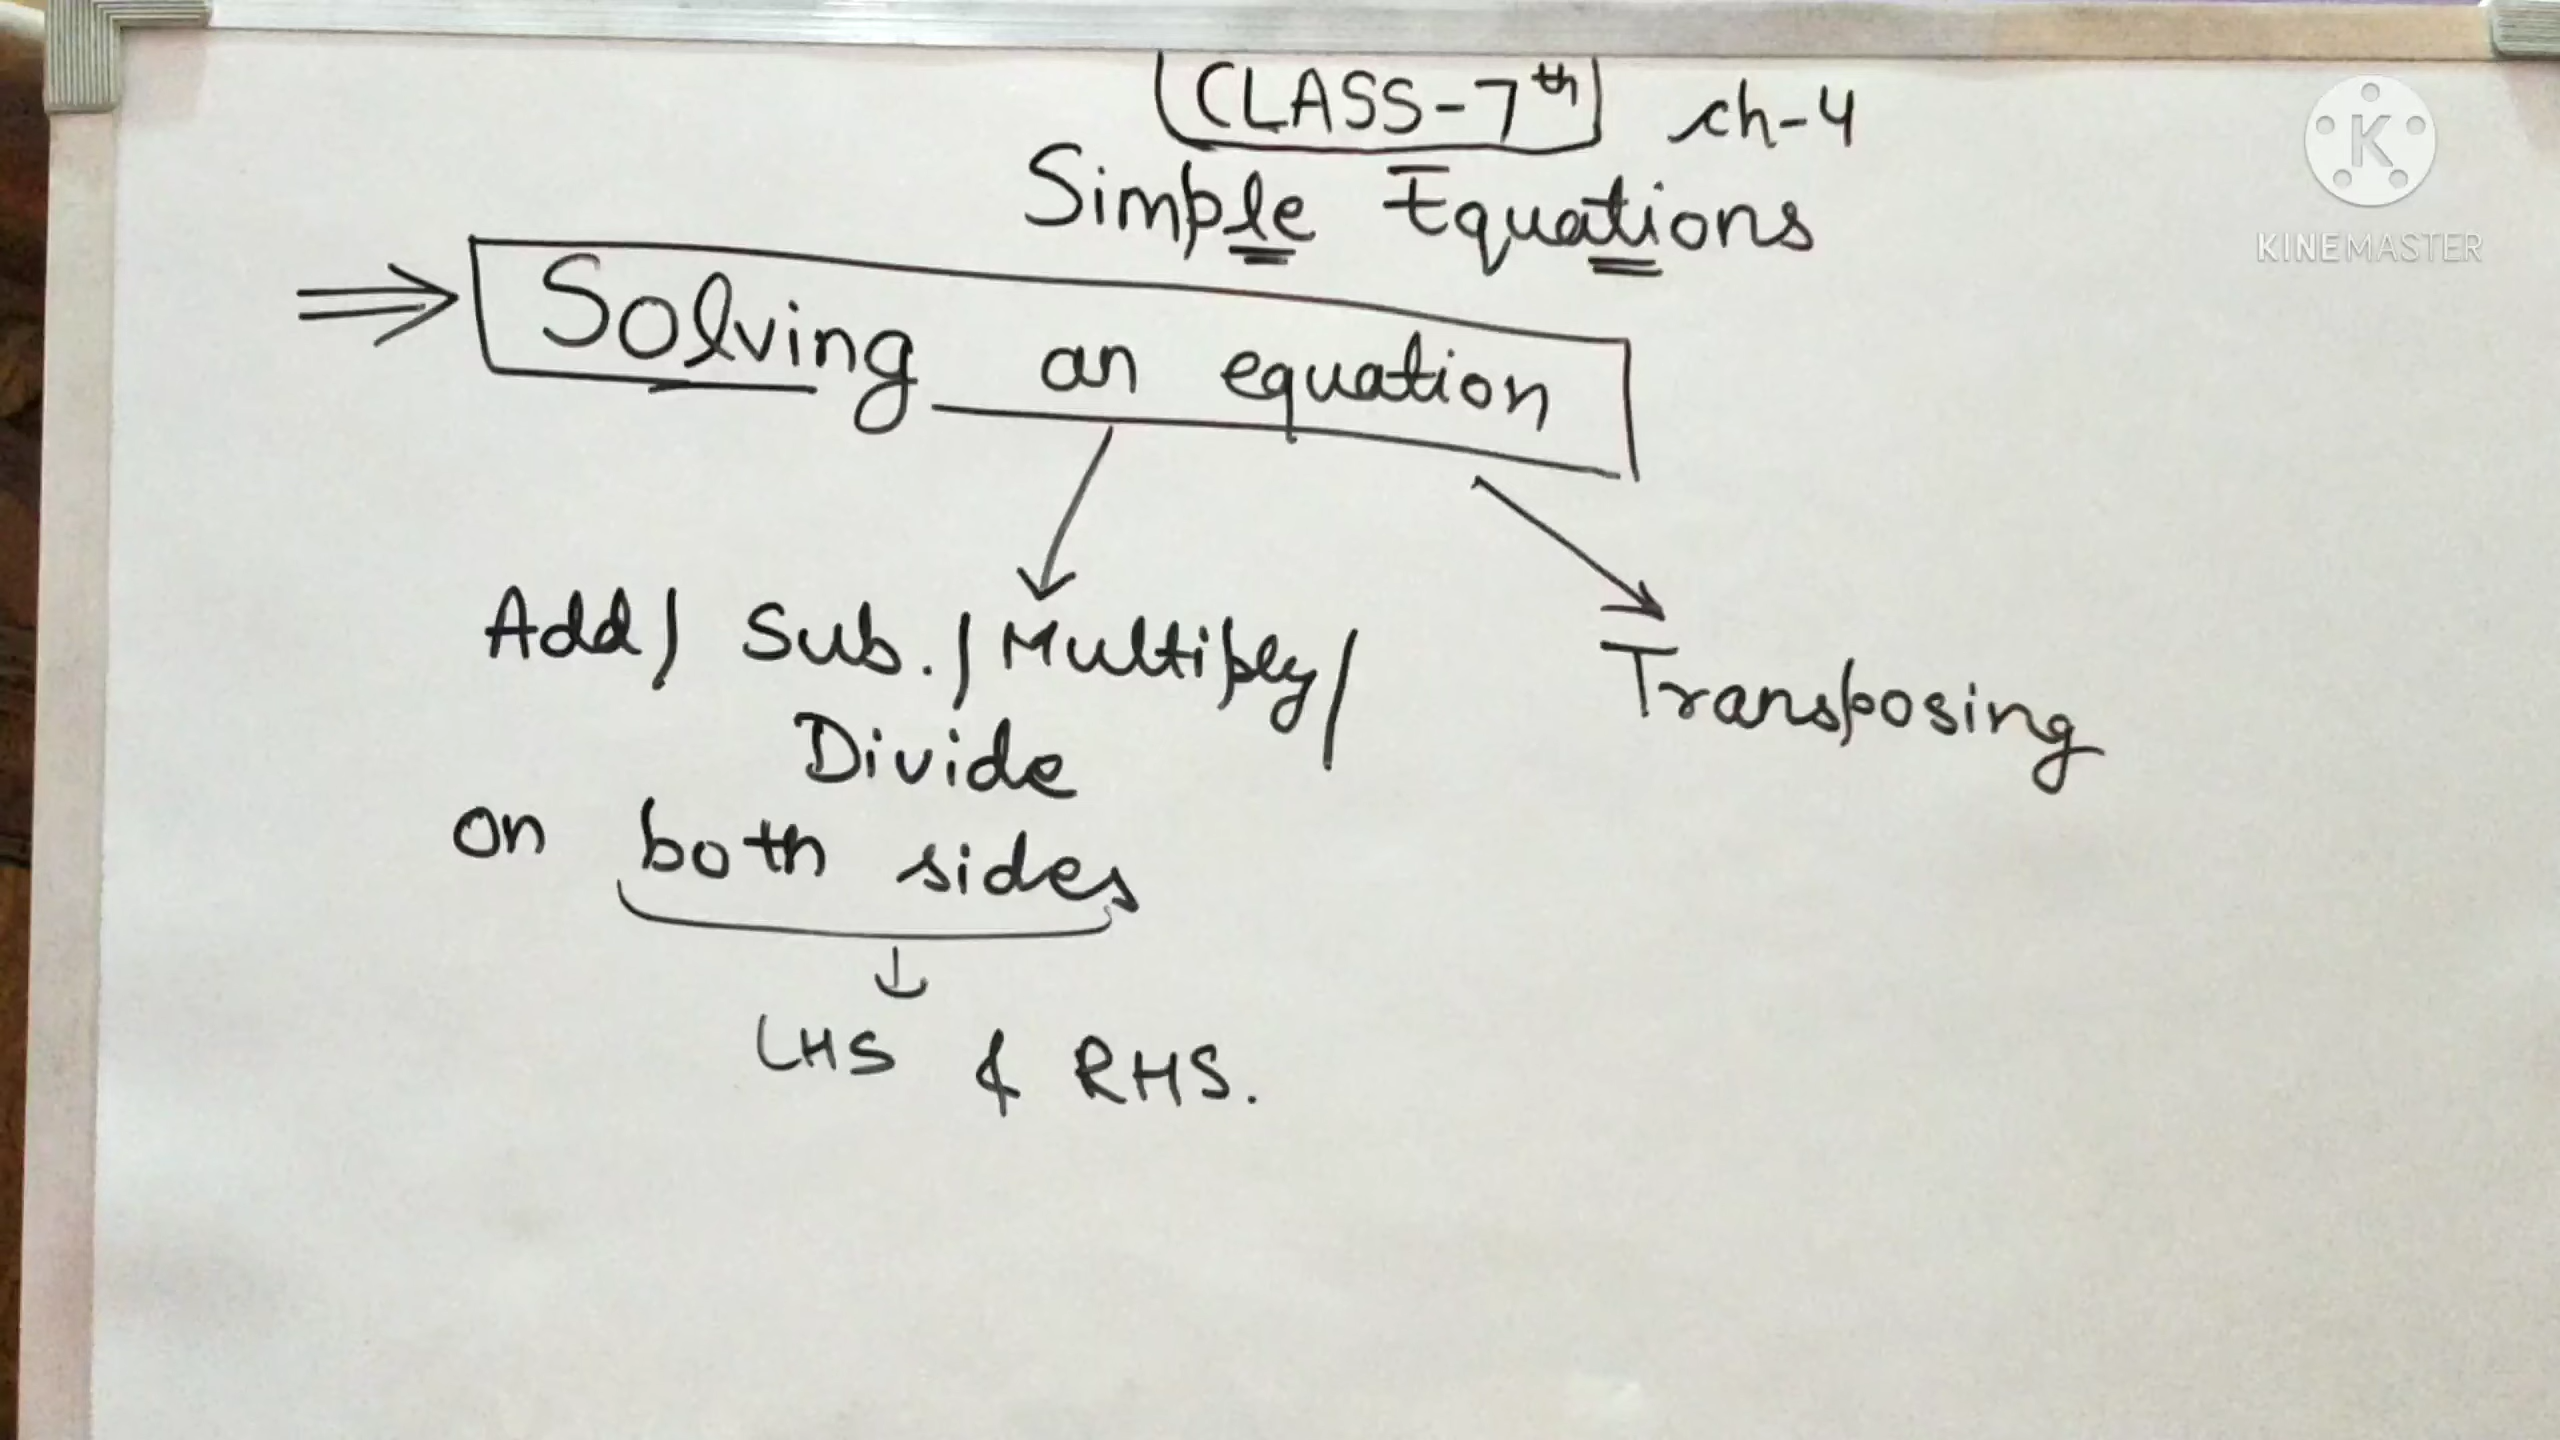 CLASS-7th ch-4
Simple Equations
K
KINEMASTER
⇒ Solving an equation
Add / Sub. / Multiply /
Divide
Transposing
on both sides
↓
LHS & RHS.